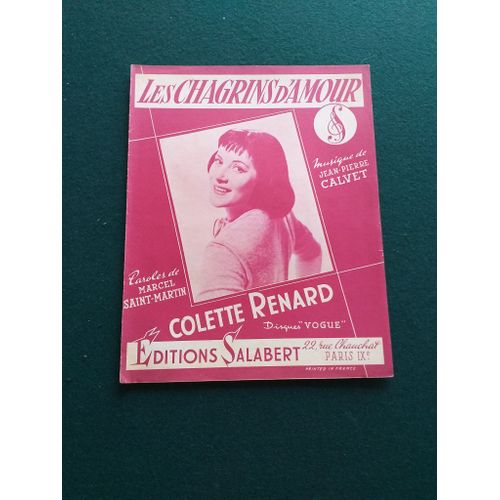 LES CHAGRINS D'AMOUR
Musique de
JEAN-PIERRE
CALVET
Paroles de
MARCEL
SAINT-MARTIN
COLETTE RENARD
Disques "VOGUE"
EDITIONS SALABERT
22, rue Chauchat
PARIS IXe
PRINTED IN FRANCE